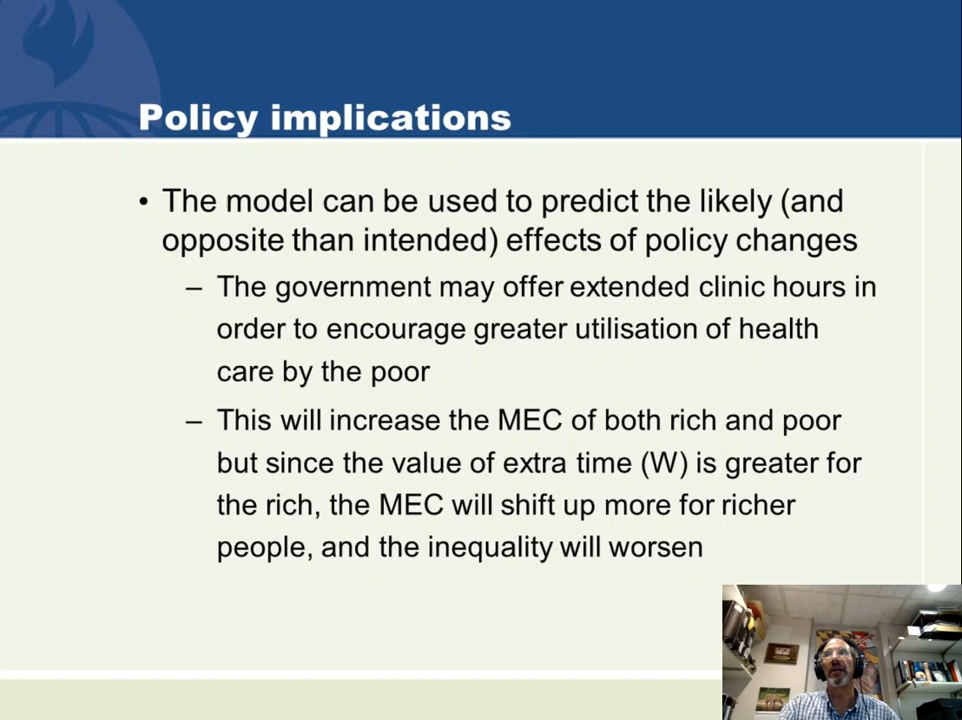 Policy implications
• The model can be used to predict the likely (and
opposite than intended) effects of policy changes
– The government may offer extended clinic hours in
order to encourage greater utilisation of health
care by the poor
– This will increase the MEC of both rich and poor
but since the value of extra time (W) is greater for
the rich, the MEC will shift up more for richer
people, and the inequality will worsen